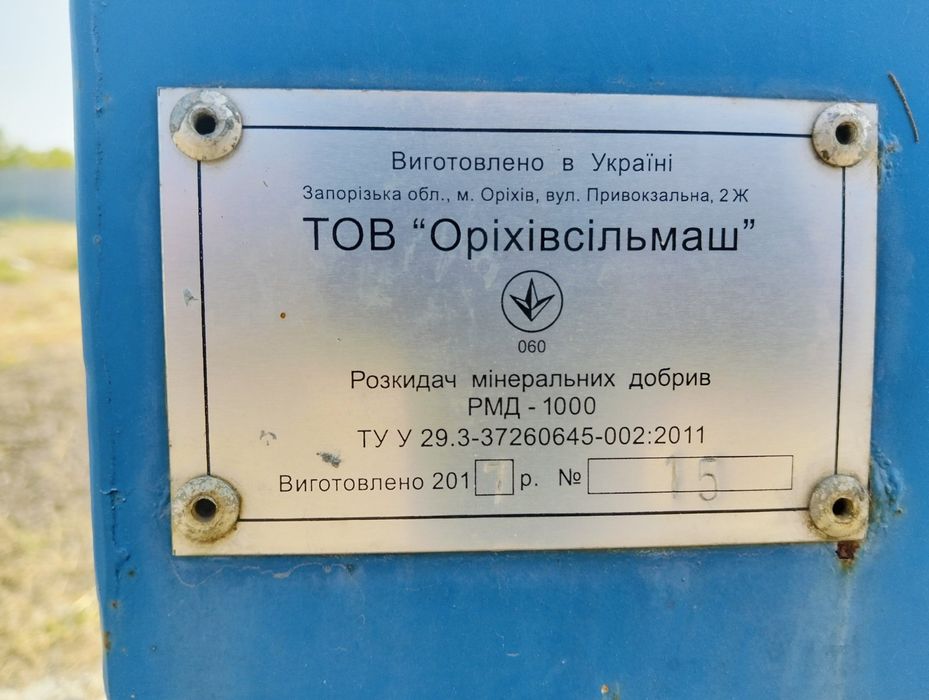 Виготовлено в Україні
Запорізька обл., м. Оріхів, вул. Привокзальна, 2 Ж
ТОВ “Оріхівсільмаш”
060
Розкидач мінеральних добрив
РМД - 1000
ТУ У 29.3-37260645-002:2011
Виготовлено 2017 р. № 15